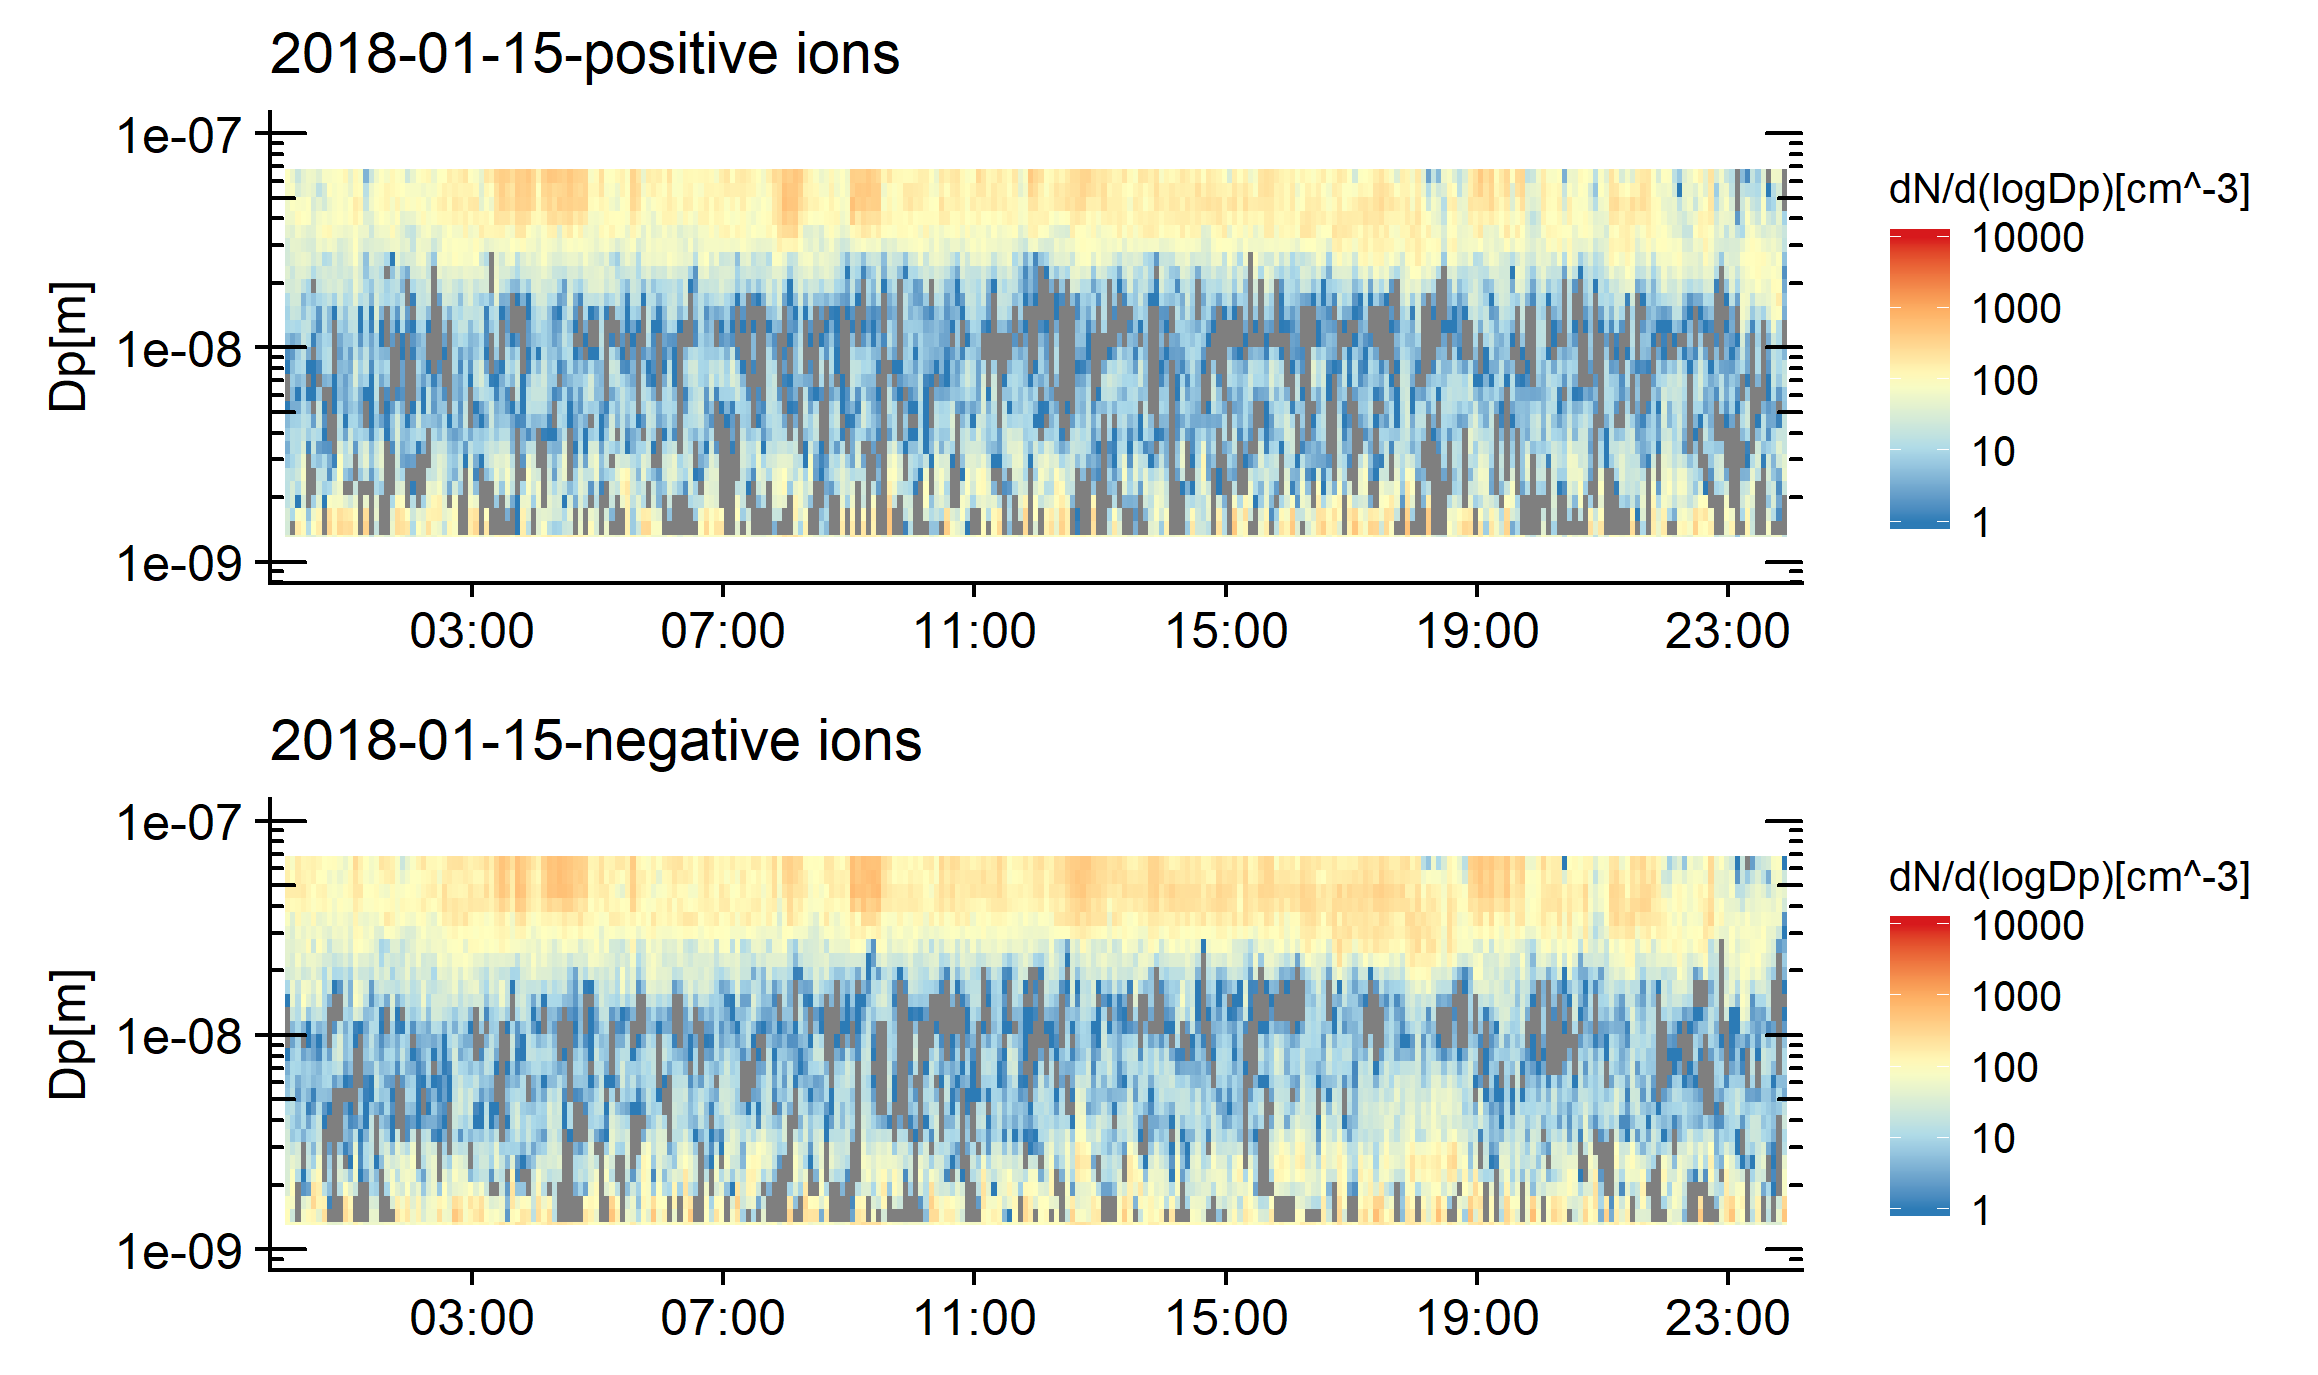 2018-01-15-positive ions
1e-07
1e-08
1e-09
Dp[m]
03:00 07:00 11:00 15:00 19:00 23:00
dN/d(logDp)[cm^-3]
10000
1000
100
10
1
2018-01-15-negative ions
1e-07
1e-08
1e-09
Dp[m]
03:00 07:00 11:00 15:00 19:00 23:00
dN/d(logDp)[cm^-3]
10000
1000
100
10
1